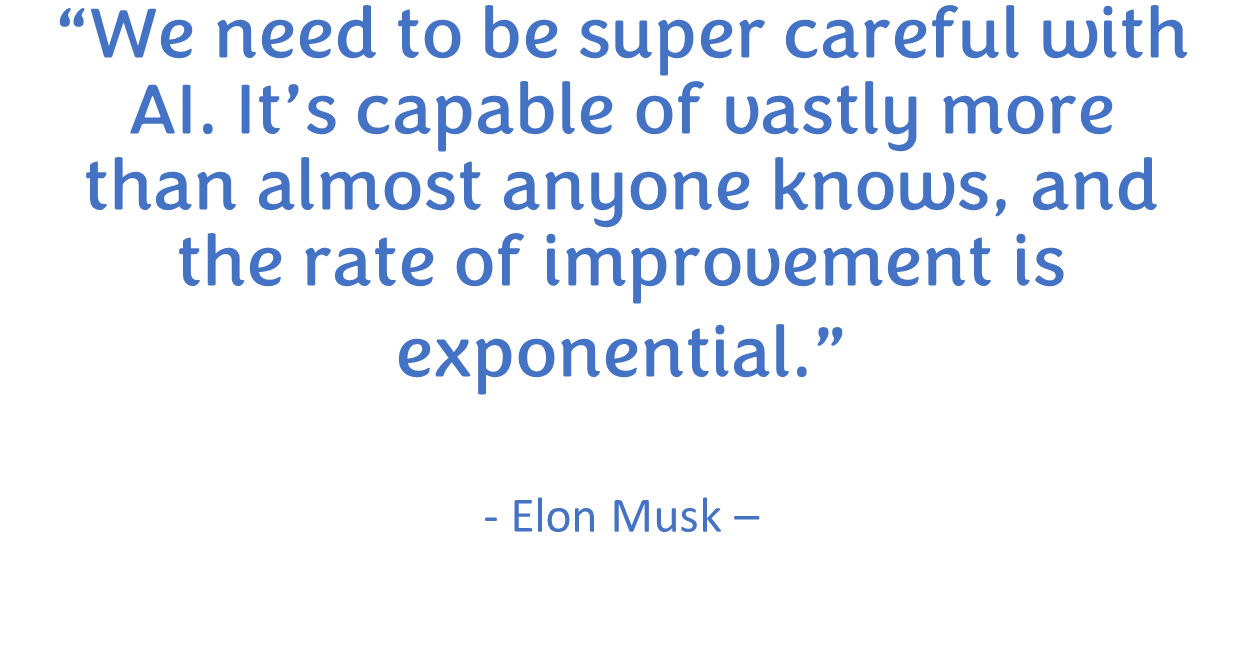 “We need to be super careful with
AI. It’s capable of vastly more
than almost anyone knows, and
the rate of improvement is
exponential.”
- Elon Musk –